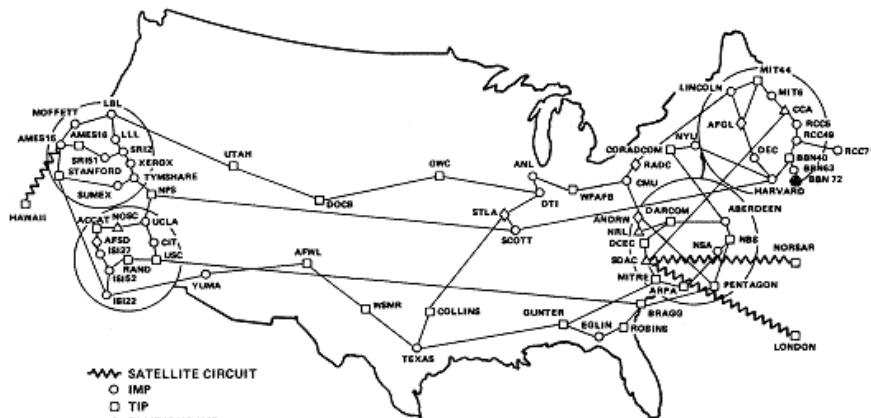 MIT44
LINCOLN
MIT6
CCA
RCC5
RCC49
RCC7
AFGL
DEC
BBN40
BBN63
BBN 72
HARVARD
LBL
MOFFETT
AMES16
AMES15
LLL
SRI2
SRI51
XEROX
STANFORD
TYMSHARE
SUMEX
NPS
HAWAII
UTAH
DOCB
GWC
ANL
DTI
WPAFB
CORADCOM
NYU
RADC
CMU
STLA
SCOTT
ANDRW
DARCOM
ABERDEEN
NRL
DCEC
NSA
NBS
SDAC
NORSAR
MITRE
ARPA
PENTAGON
BRAGG
ACCAT
NOSC
UCLA
AFSD
CIT
ISI27
RAND
USC
ISI52
ISI22
YUMA
AFWL
WSMR
COLLINS
TEXAS
GUNTER
EGLIN
ROBINS
LONDON
SATELLITE CIRCUIT
IMP
TIP